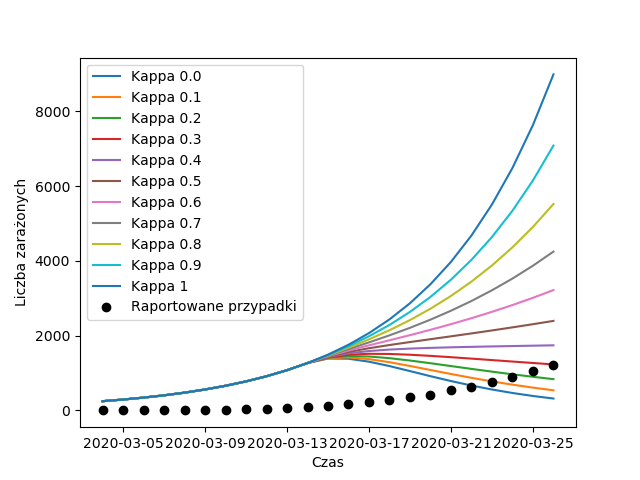 Kappa 0.0
Kappa 0.1
Kappa 0.2
Kappa 0.3
Kappa 0.4
Kappa 0.5
Kappa 0.6
Kappa 0.7
Kappa 0.8
Kappa 0.9
Kappa 1
Raportowane przypadki
Liczba zarażonych
8000
6000
4000
2000
0
2020-03-05 2020-03-09 2020-03-13 2020-03-17 2020-03-21 2020-03-25
Czas